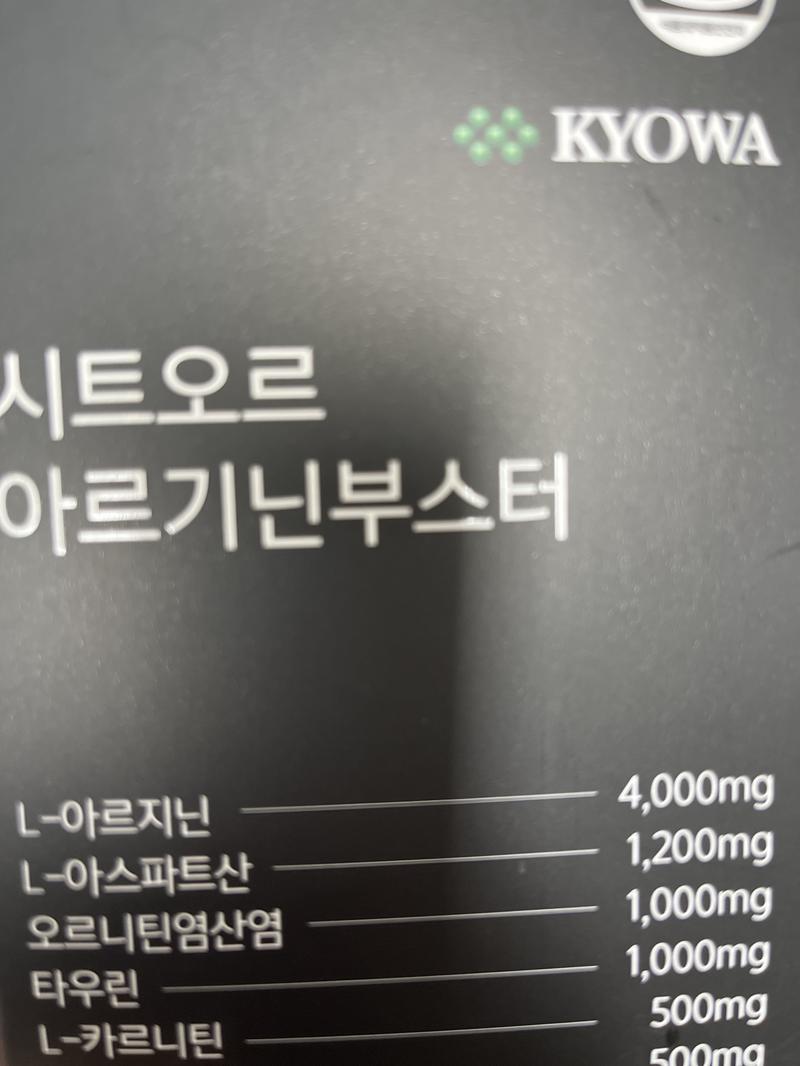 KYOWA
시트오르
아르기닌부스터
L-아르지닌 4,000mg
L-아스파트산 1,200mg
오르니틴염산염 1,000mg
타우린 1,000mg
L-카르니틴 500mg
500mg